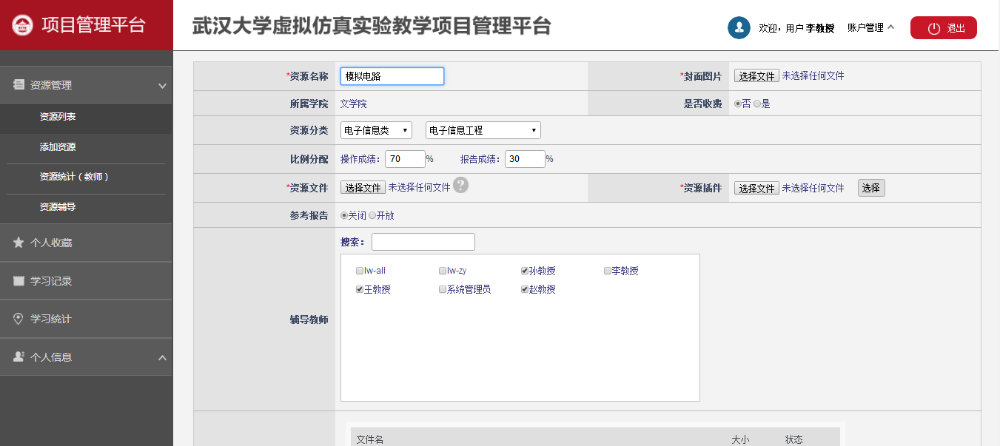 项目管理平台
武汉大学虚拟仿真实验教学项目管理平台
欢迎，用户 李教授 账户管理 退出
资源管理
资源列表
添加资源
资源统计（教师）
资源辅导
个人收藏
学习记录
学习统计
个人信息
*资源名称 模拟电路 *封面图片 选择文件 未选择任何文件
所属学院 文学院 是否收费 否 是
资源分类 电子信息类 电子信息工程
比例分配 操作成绩： 70 % 报告成绩： 30 %
*资源文件 选择文件 未选择任何文件 ? *资源插件 选择文件 未选择任何文件 选择
参考报告 关闭 开放
搜索：
辅导教师
lw-all lw-zy 孙教授 李教授
王教授 系统管理员 赵教授
文件名 大小 状态